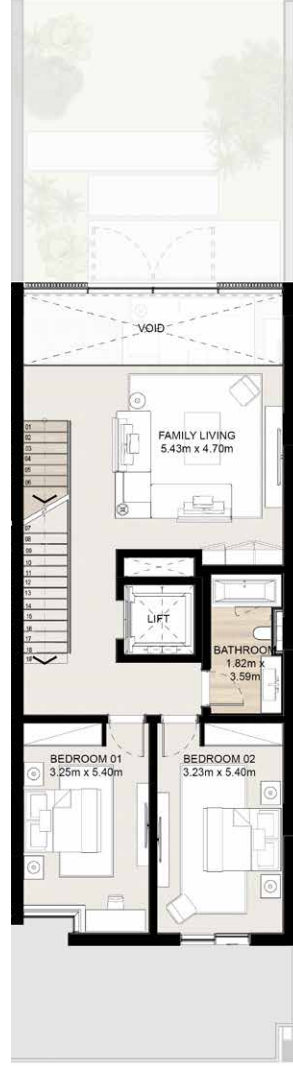 VOID
FAMILY LIVING
5.43m x 4.70m
01
02
03
04
05
06
07
08
09
10
11
12
13
14
15
16
17
18
19
LIFT
BATHROOM
1.82m x
3.59m
BEDROOM 01
3.25m x 5.40m
BEDROOM 02
3.23m x 5.40m